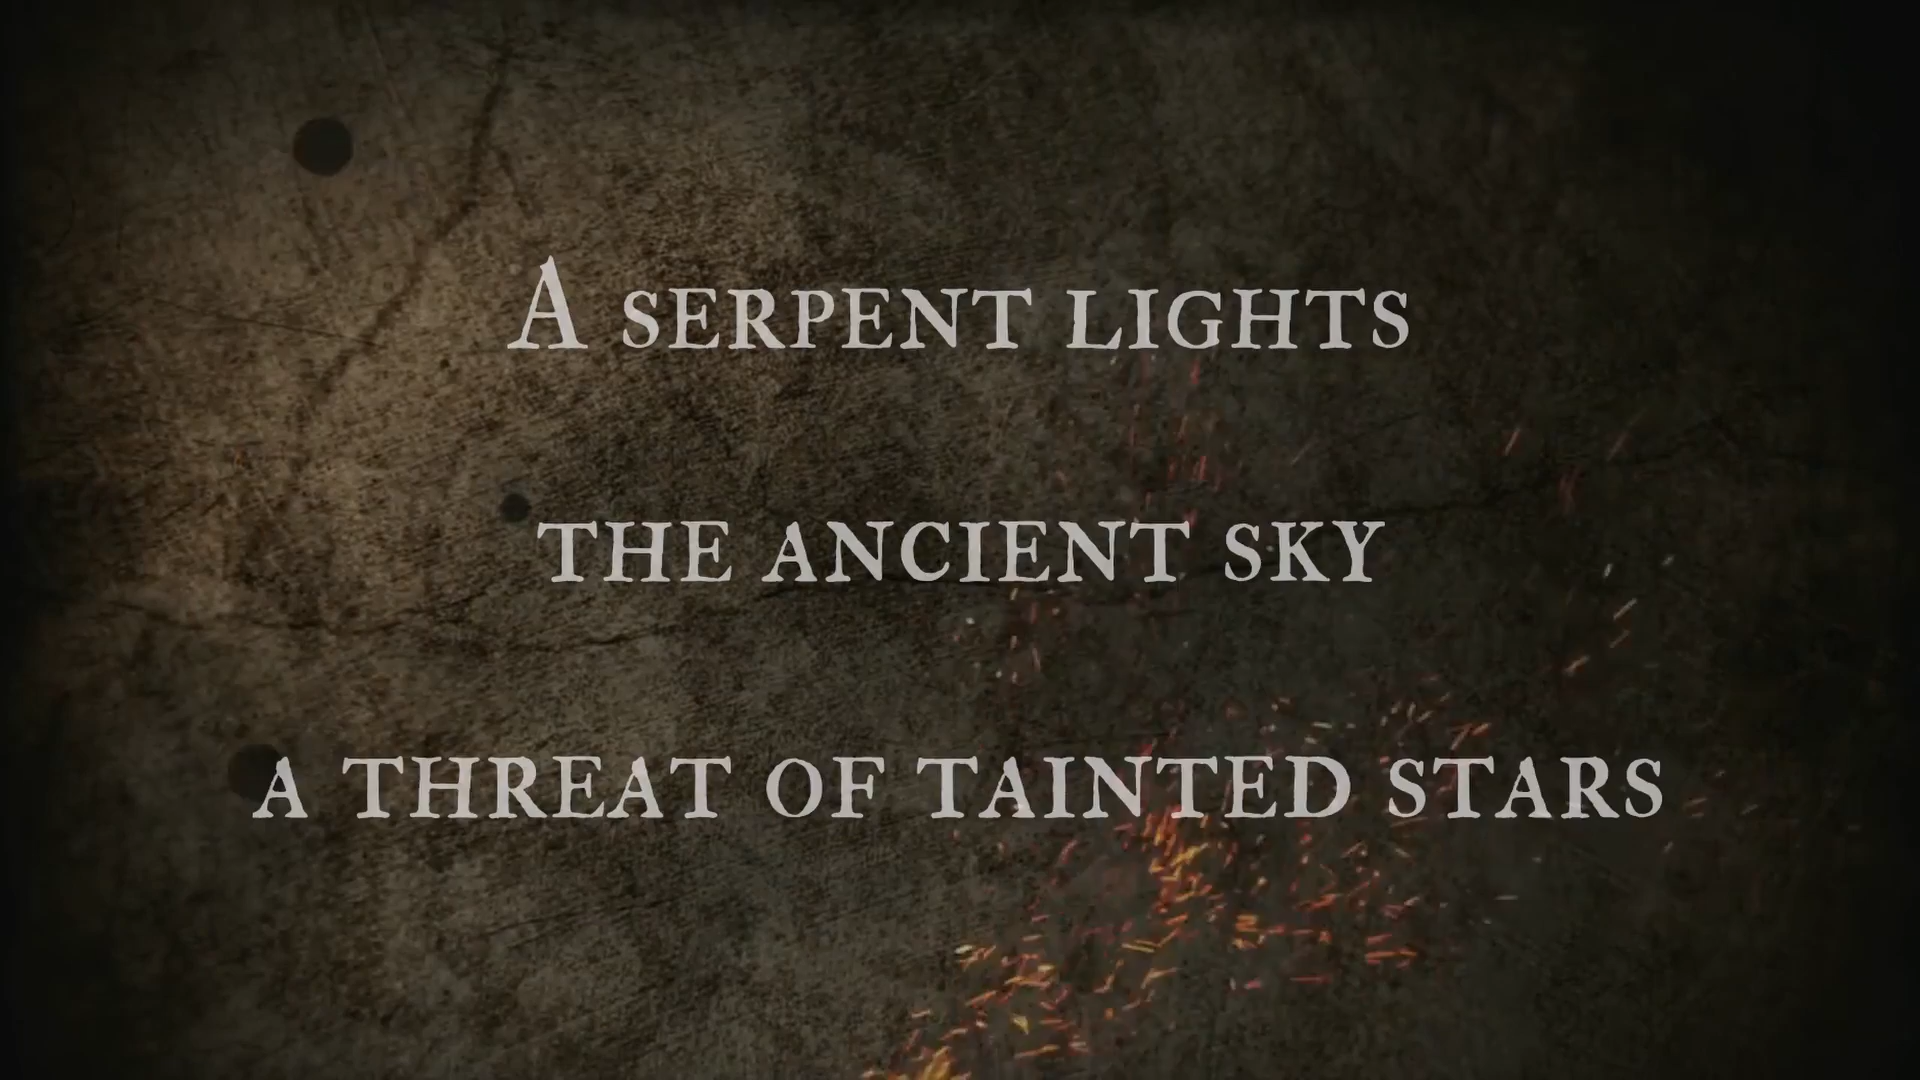 A serpent lights
the ancient sky
a threat of tainted stars